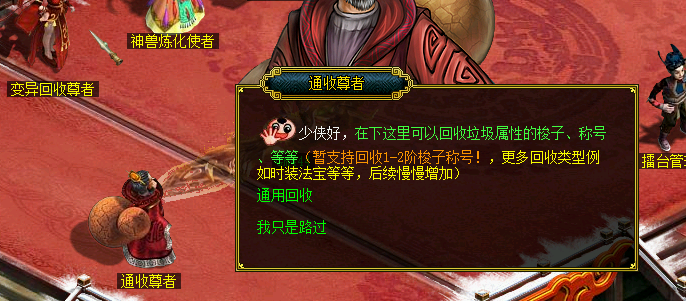 神兽炼化使者
变异回收尊者
通收尊者
少侠好，在下这里可以回收垃圾属性的梭子、称号
、等等（暂支持回收1-2阶梭子称号！，更多回收类型例
如时装法宝等等，后续慢慢增加）
通用回收
我只是路过
擂台管
通收尊者